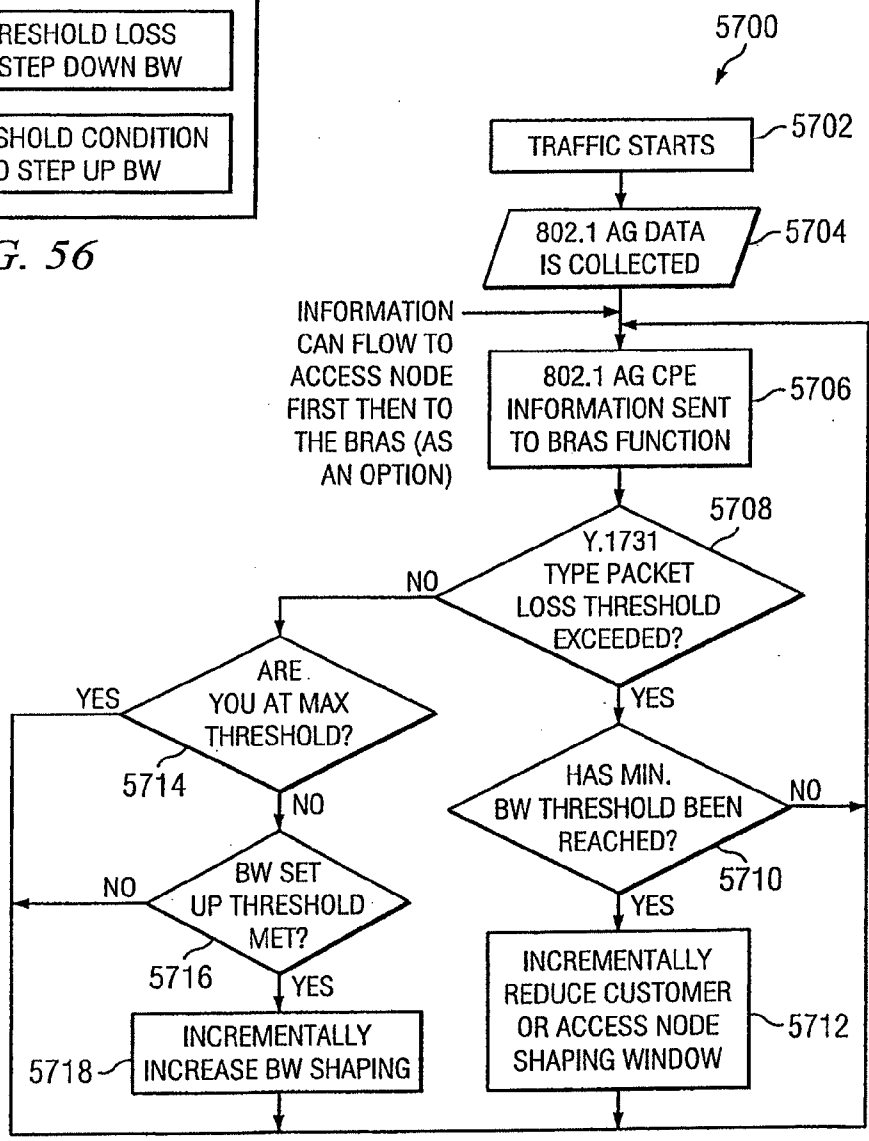 RESHOLD LOSS
STEP DOWN BW
SHOLD CONDITION
STEP UP BW
G. 56
5700
TRAFFIC STARTS
5702
802.1 AG DATA
IS COLLECTED
5704
INFORMATION
CAN FLOW TO
ACCESS NODE
FIRST THEN TO
THE BRAS (AS
AN OPTION)
802.1 AG CPE
INFORMATION SENT
TO BRAS FUNCTION
5706
5708
Y.1731
TYPE PACKET
LOSS THRESHOLD
EXCEEDED?
NO
YES
ARE
YOU AT MAX
THRESHOLD?
YES
5714
NO
HAS MIN.
BW THRESHOLD BEEN
REACHED?
NO
5710
YES
BW SET
UP THRESHOLD
MET?
NO
5716
YES
INCREMENTALLY
REDUCE CUSTOMER
OR ACCESS NODE
SHAPING WINDOW
5712
INCREMENTALLY
INCREASE BW SHAPING
5718